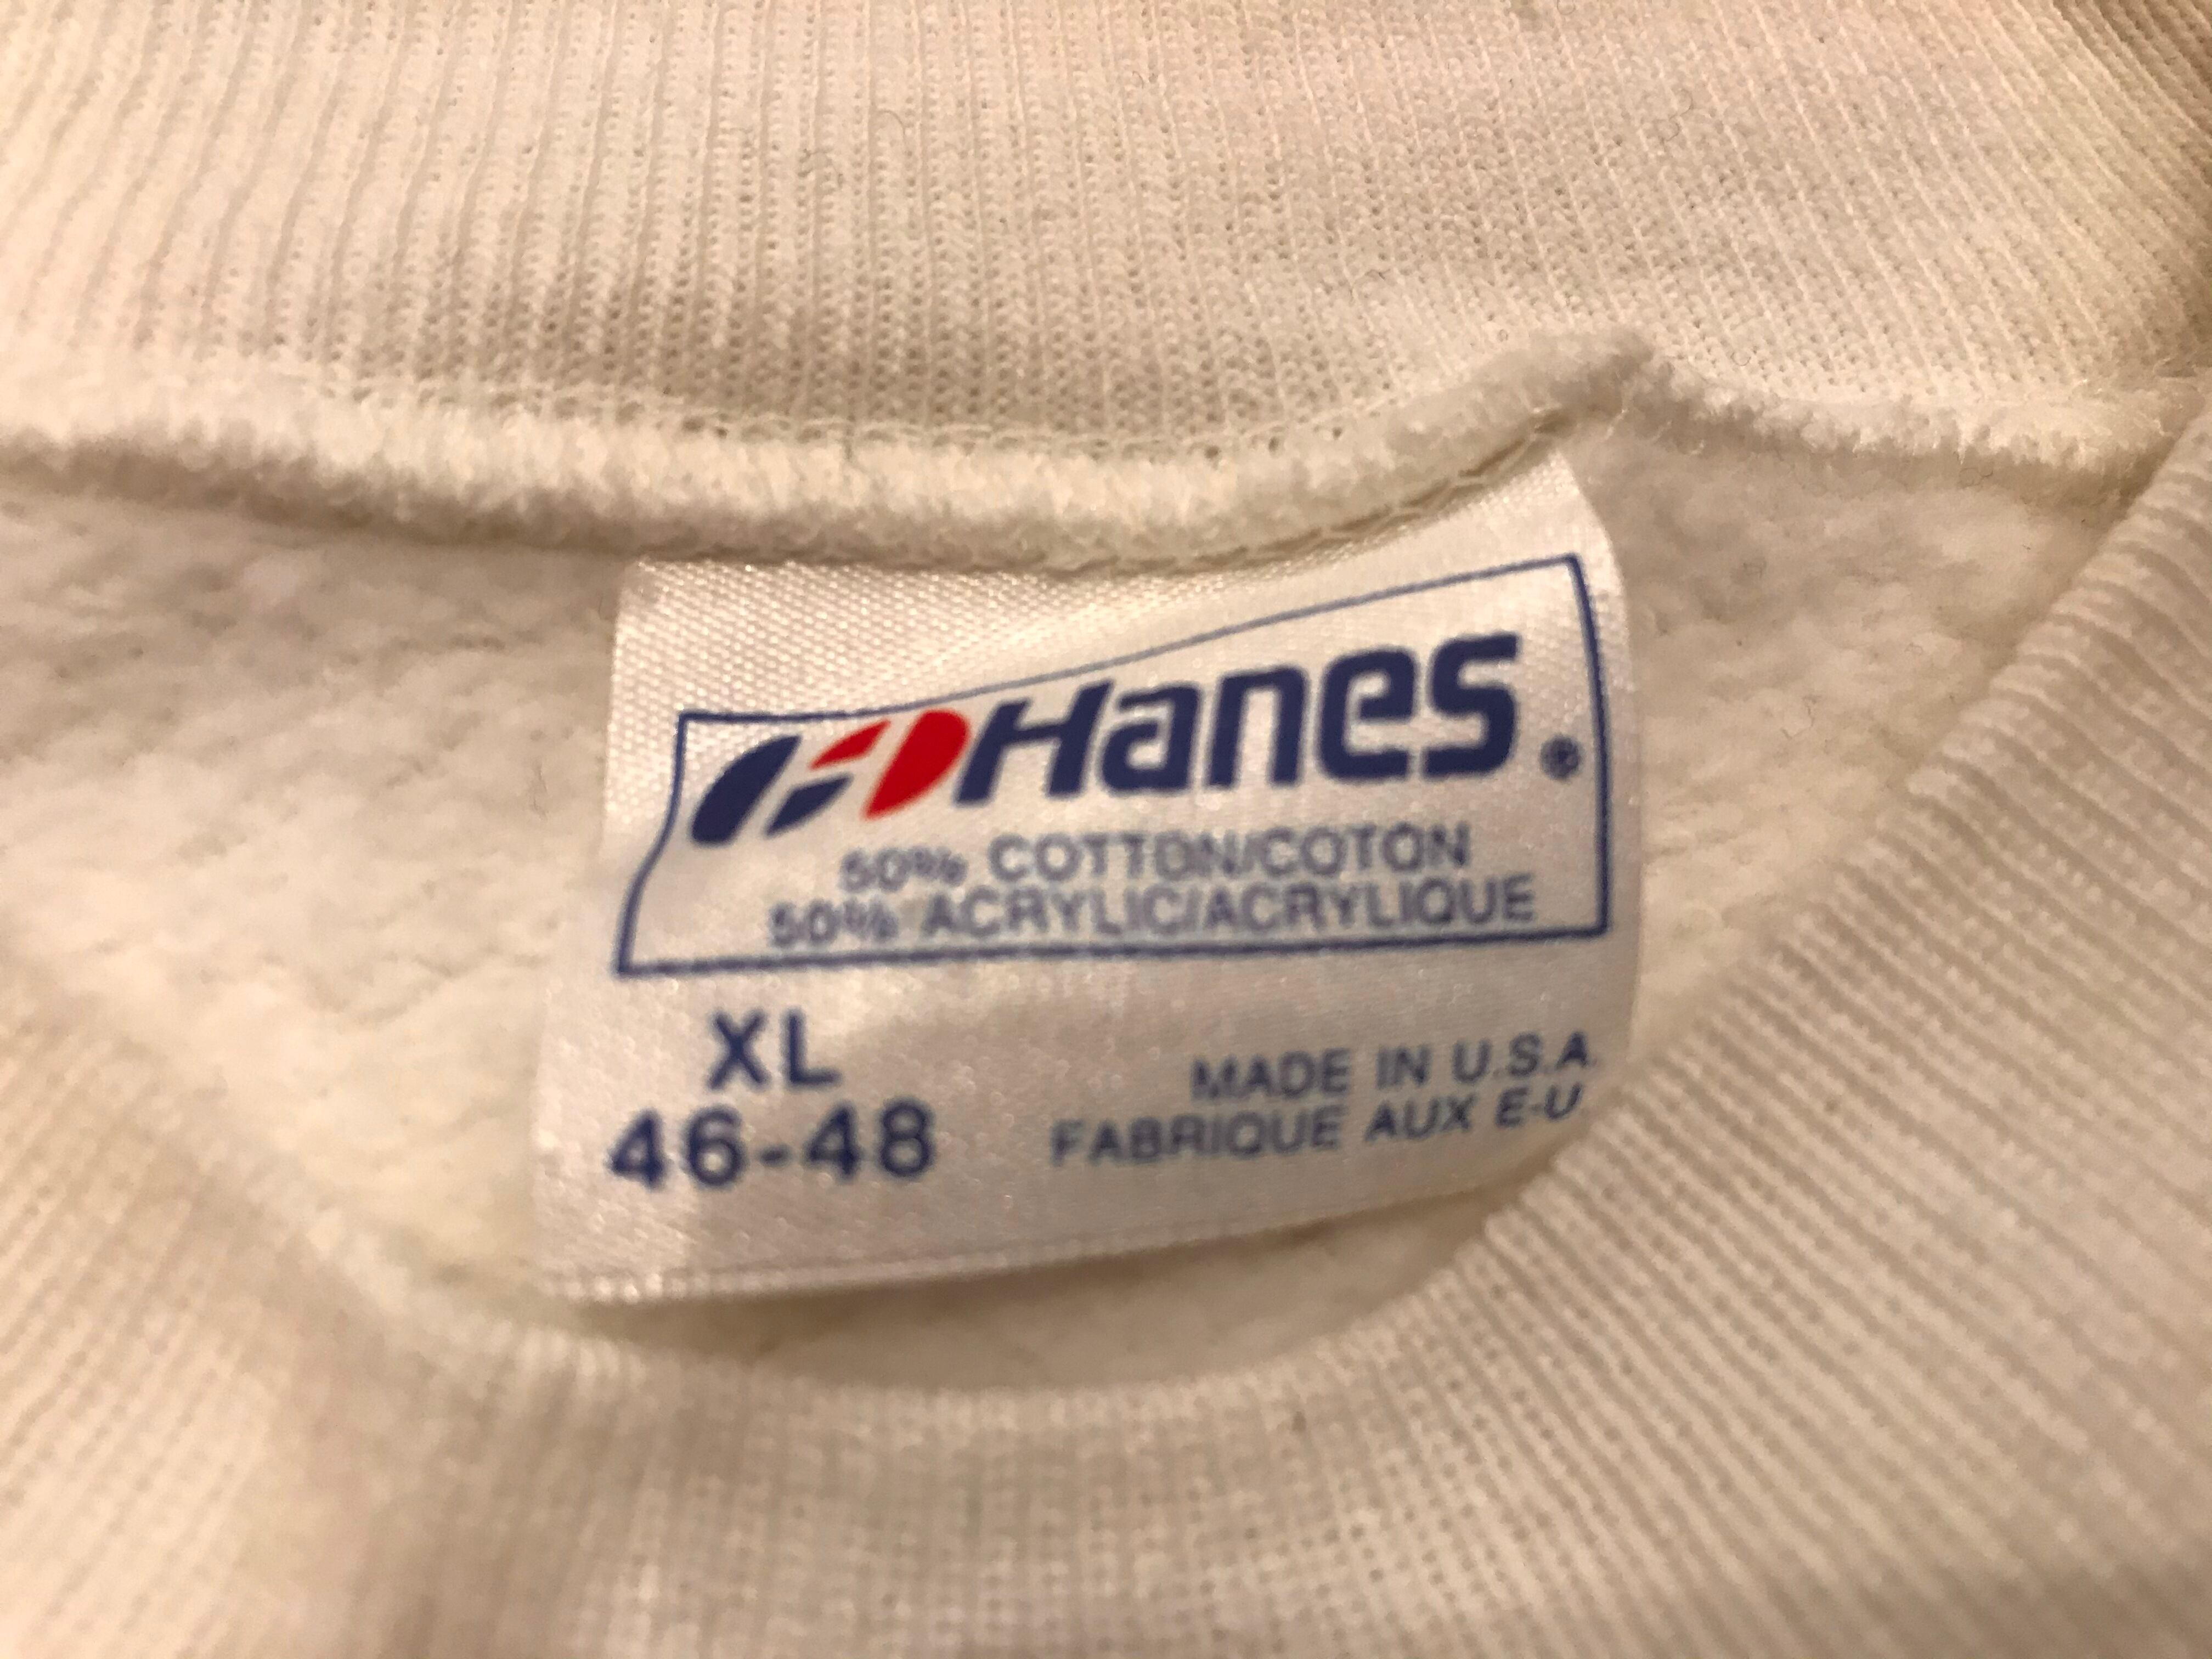 Hanes®
50% COTTON/COTON
50% ACRYLIC/ACRYLIQUE
XL
46-48
MADE IN U.S.A.
FABRIQUE AUX E-U